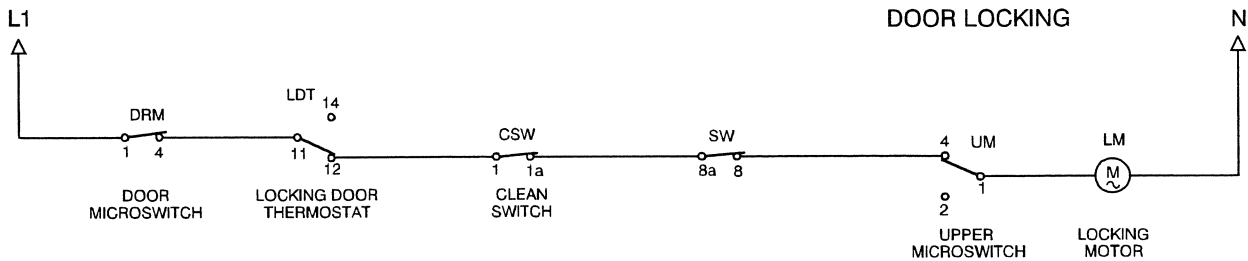 L1
DOOR LOCKING
N
DRM
LDT
14
CSW
SW
4
UM
LM
1
4
11
12
1
1a
8a
8
1
M
2
DOOR
MICROSWITCH
LOCKING DOOR
THERMOSTAT
CLEAN
SWITCH
UPPER
MICROSWITCH
LOCKING
MOTOR